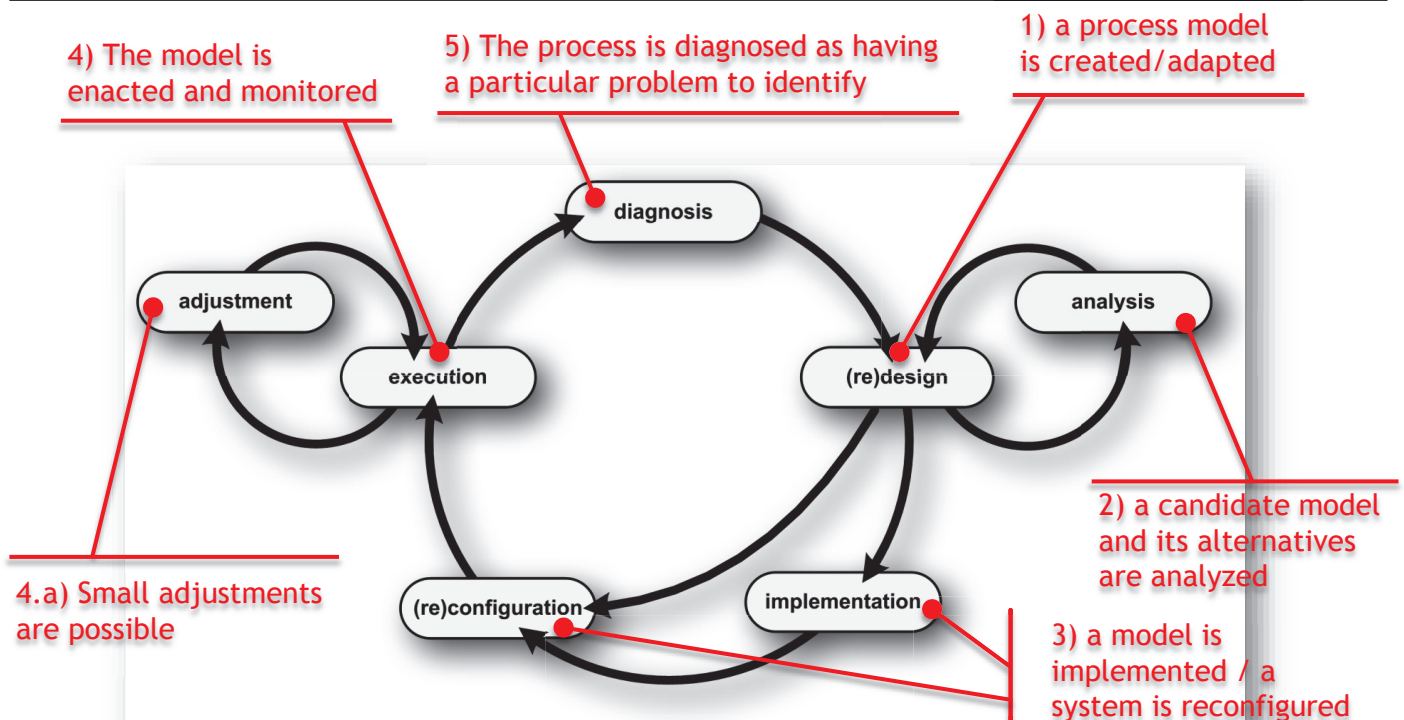 1) a process model
is created/adapted
4) The model is
enacted and monitored
5) The process is diagnosed as having
a particular problem to identify
diagnosis
adjustment
analysis
execution
(re)design
2) a candidate model
and its alternatives
are analyzed
4.a) Small adjustments
are possible
(re)configuration
implementation
3) a model is
implemented / a
system is reconfigured